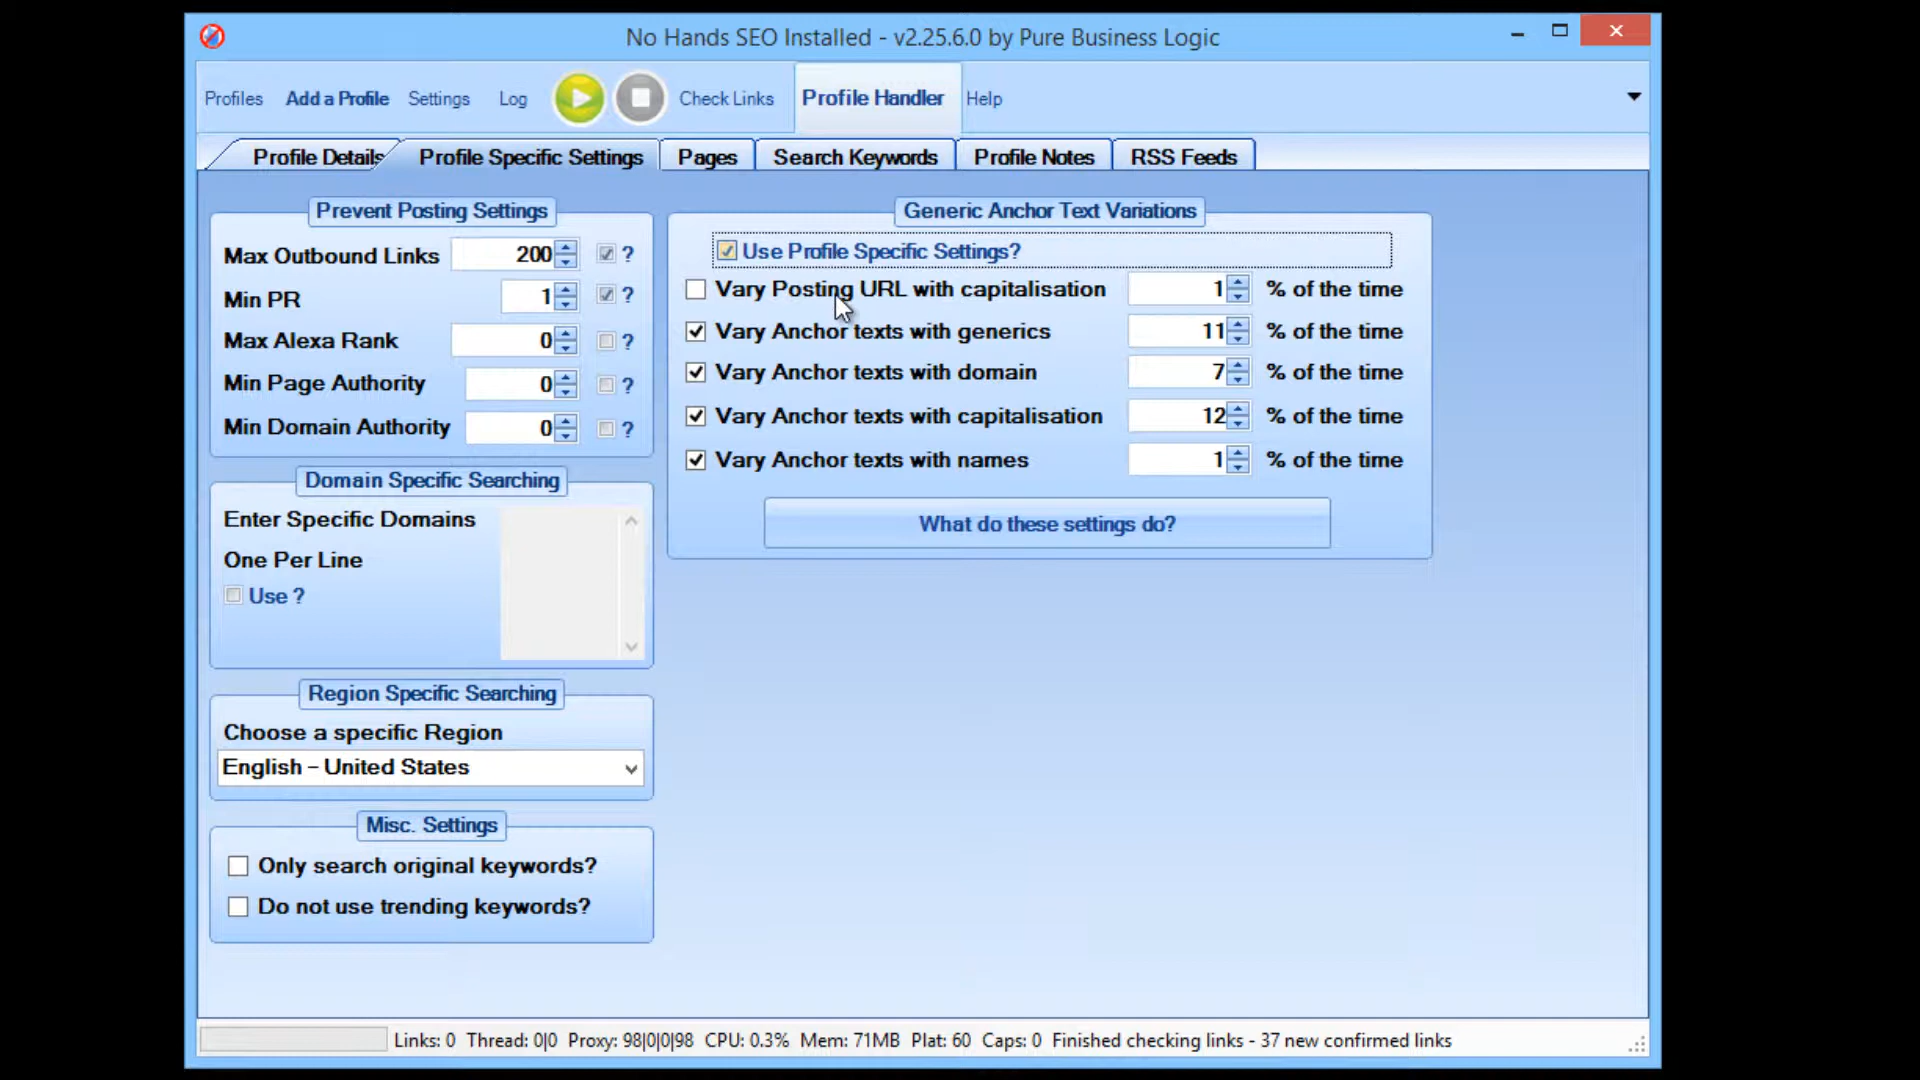 No Hands SEO Installed - v2.25.6.0 by Pure Business Logic
Profiles Add a Profile Settings Log Check Links Profile Handler Help
Profile Details Profile Specific Settings Pages Search Keywords Profile Notes RSS Feeds
Prevent Posting Settings
Max Outbound Links 200 ?
Min PR 1 ?
Max Alexa Rank 0 ?
Min Page Authority 0 ?
Min Domain Authority 0 ?
Domain Specific Searching
Enter Specific Domains
One Per Line
Use ?
Region Specific Searching
Choose a specific Region
English - United States
Misc. Settings
Only search original keywords?
Do not use trending keywords?
Generic Anchor Text Variations
Use Profile Specific Settings?
Vary Posting URL with capitalisation 1 % of the time
Vary Anchor texts with generics 11 % of the time
Vary Anchor texts with domain 7 % of the time
Vary Anchor texts with capitalisation 12 % of the time
Vary Anchor texts with names 1 % of the time
What do these settings do?
Links: 0 Thread: 0|0 Proxy: 98|0|0|98 CPU: 0.3% Mem: 71MB Plat: 60 Caps: 0 Finished checking links - 37 new confirmed links